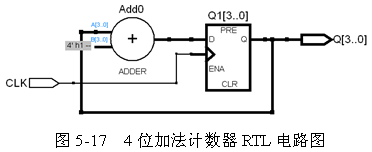 Add0
Q1[3..0]
A[3..0]
B[3..0]
4' h1 --
+
ADDER
PRE
D
Q
ENA
CLR
Q[3..0]
CLK
图 5-17 4 位加法计数器 RTL 电路图